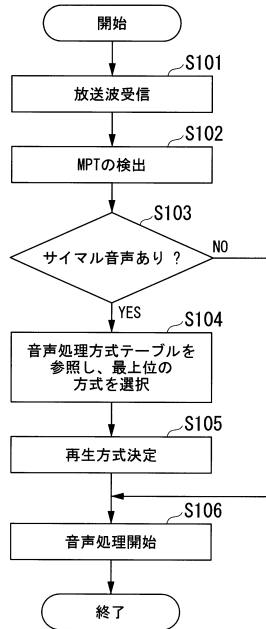 開始
S101
放送波受信
S102
MPTの検出
S103
サイマル音声あり ?
NO
YES
S104
音声処理方式テーブルを
参照し、最上位の
方式を選択
S105
再生方式決定
S106
音声処理開始
終了